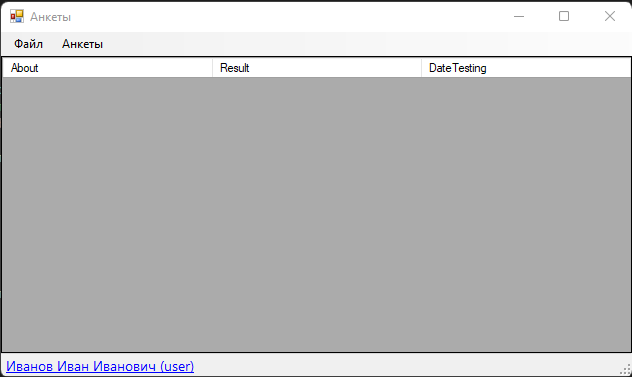 Анкеты
Файл Анкеты
About Result DateTesting
Иванов Иван Иванович (user)